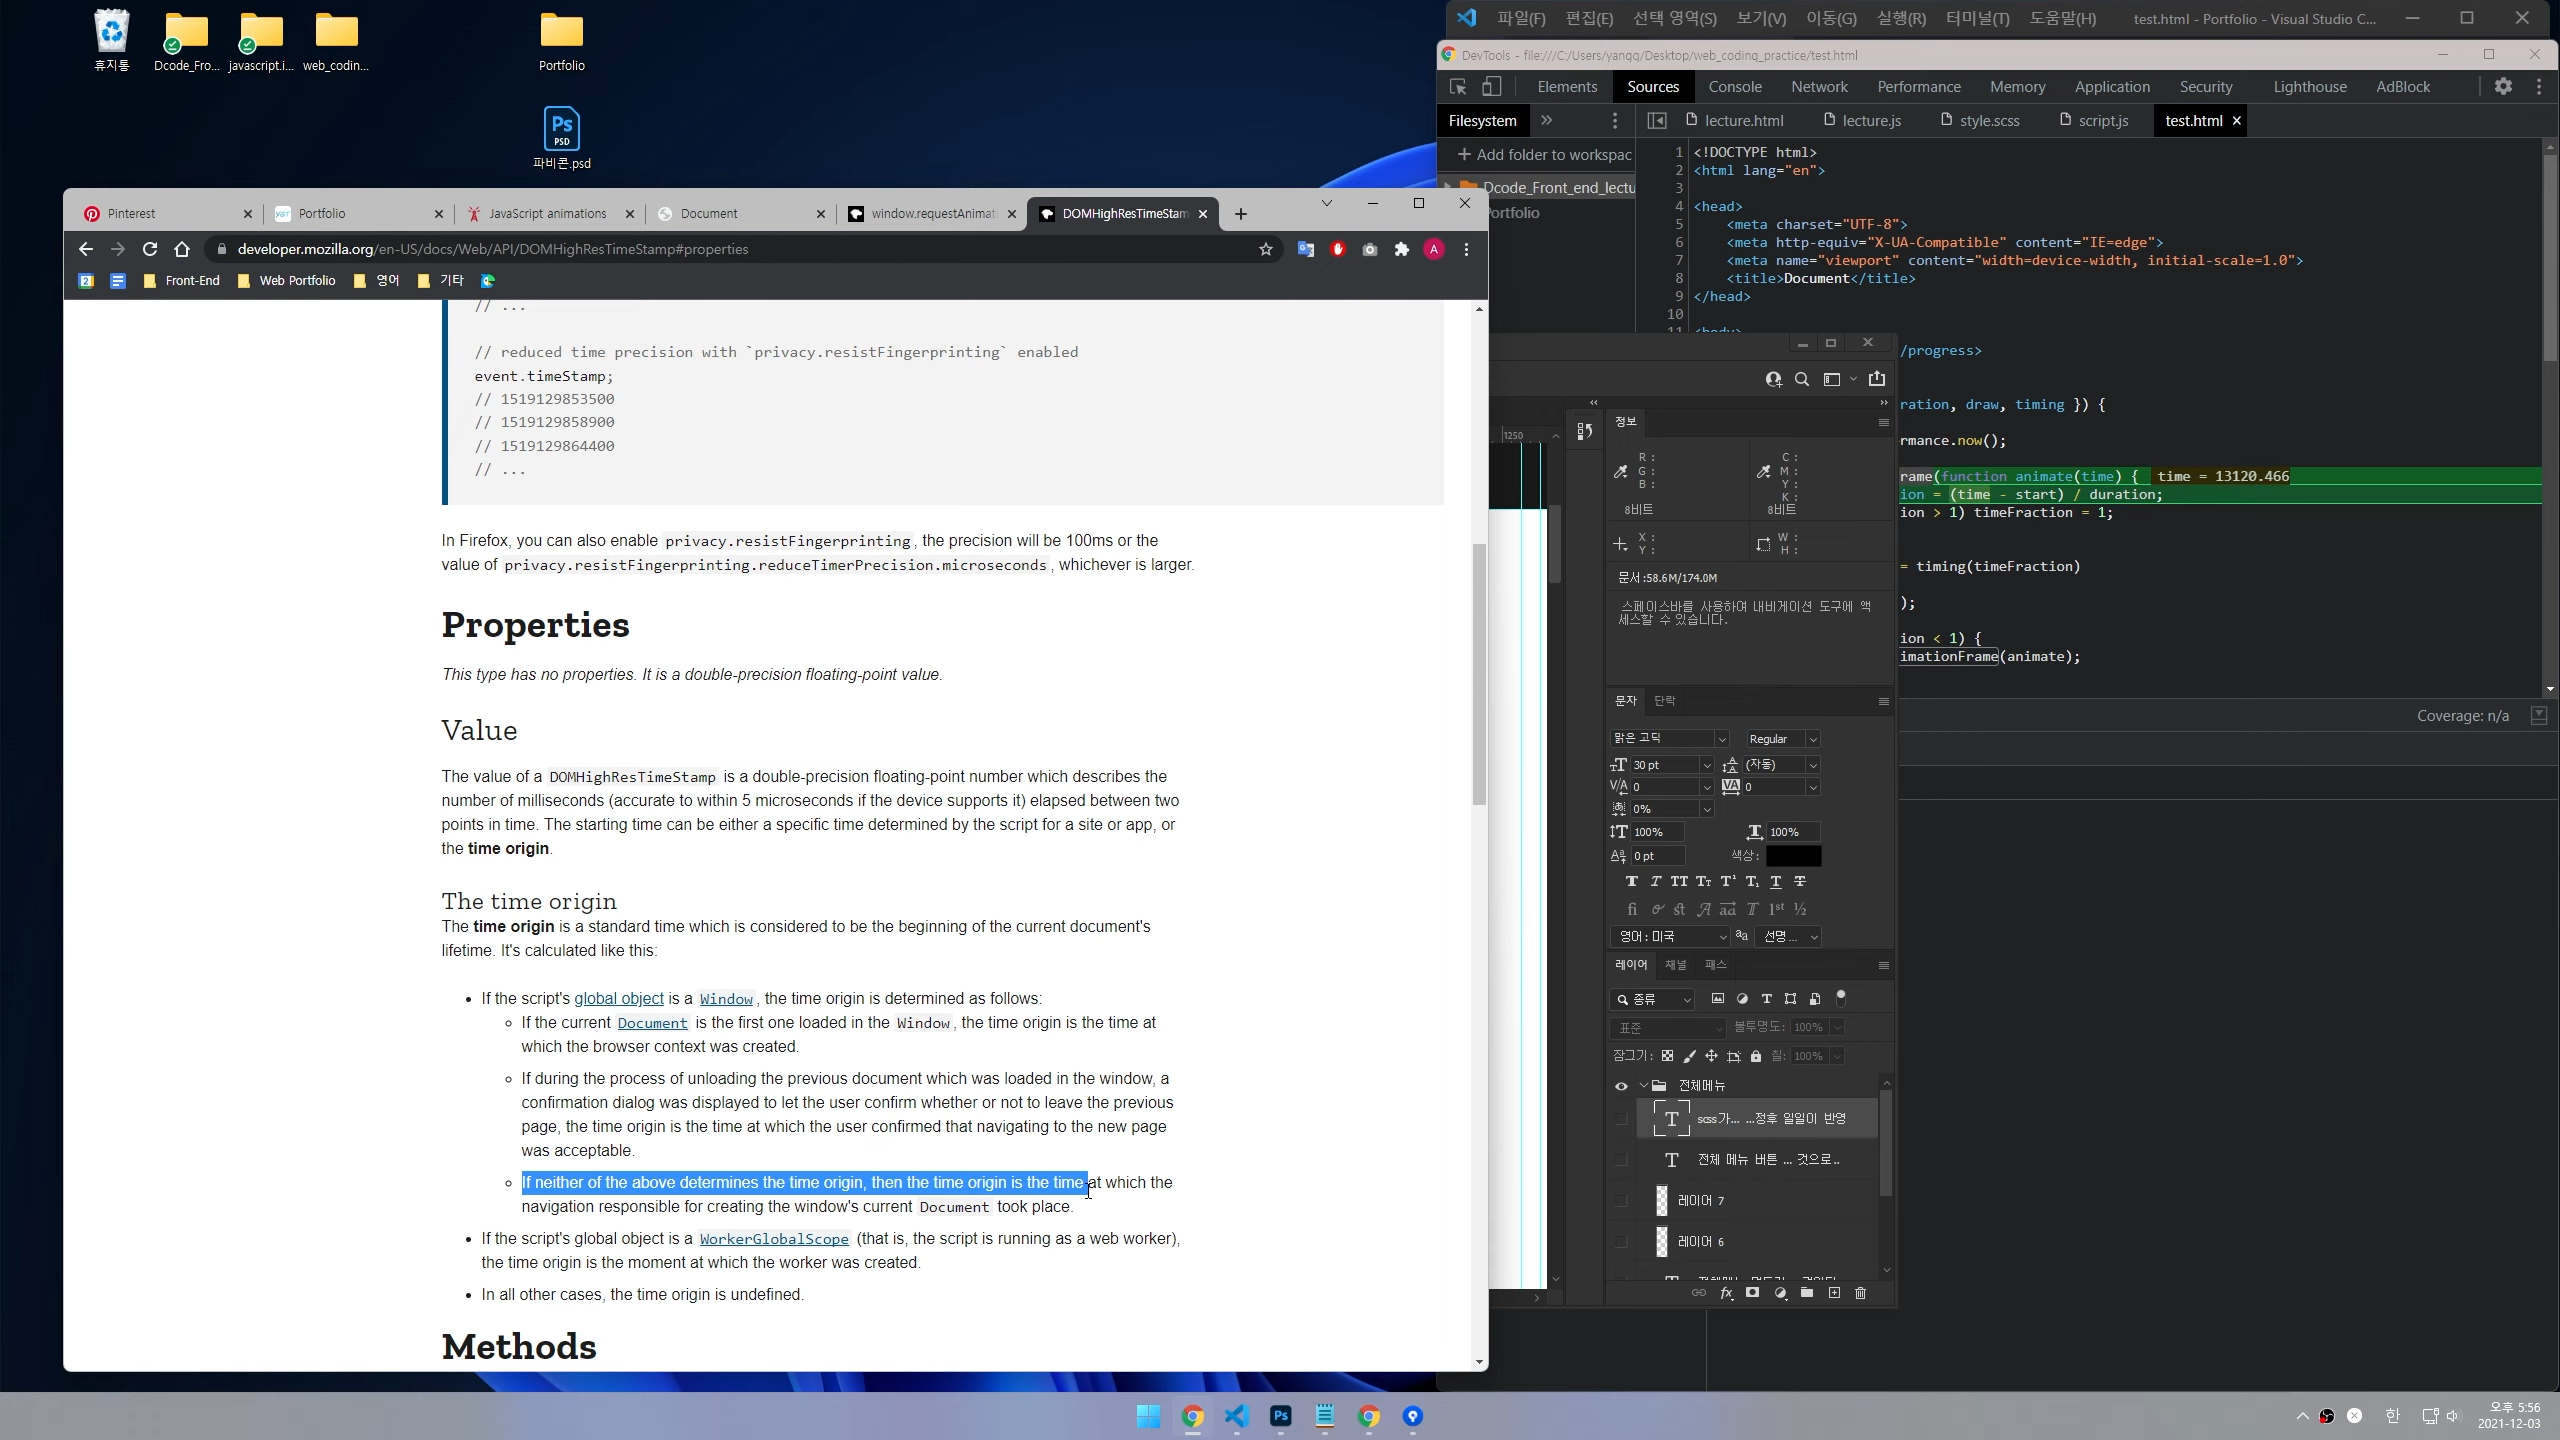 휴지통
Dcode_Fro...
javascript.i...
web_codin...
Portfolio
Ps
PSD
파비콘.psd
Pinterest
YGT Portfolio
JavaScript animations
Document
window.requestAnimati
DOMHighResTimeStam
developer.mozilla.org/en-US/docs/Web/API/DOMHighResTimeStamp#properties
A
Front-End
Web Portfolio
영어
기타
// ...
// reduced time precision with `privacy.resistFingerprinting` enabled
event.timeStamp;
// 1519129853500
// 1519129858900
// 1519129864400
// ...
In Firefox, you can also enable privacy.resistFingerprinting, the precision will be 100ms or the
value of privacy.resistFingerprinting.reduceTimerPrecision.microseconds, whichever is larger.
Properties
This type has no properties. It is a double-precision floating-point value.
Value
The value of a DOMHighResTimeStamp is a double-precision floating-point number which describes the
number of milliseconds (accurate to within 5 microseconds if the device supports it) elapsed between two
points in time. The starting time can be either a specific time determined by the script for a site or app, or
the time origin.
The time origin
The time origin is a standard time which is considered to be the beginning of the current document's
lifetime. It's calculated like this:
• If the script's global object is a Window, the time origin is determined as follows:
◦ If the current Document is the first one loaded in the Window, the time origin is the time at
which the browser context was created.
◦ If during the process of unloading the previous document which was loaded in the window, a
confirmation dialog was displayed to let the user confirm whether or not to leave the previous
page, the time origin is the time at which the user confirmed that navigating to the new page
was acceptable.
◦ If neither of the above determines the time origin, then the time origin is the time at which the
navigation responsible for creating the window's current Document took place.
• If the script's global object is a WorkerGlobalScope (that is, the script is running as a web worker),
the time origin is the moment at which the worker was created.
• In all other cases, the time origin is undefined.
Methods
파일(F) 편집(E) 선택 영역(S) 보기(V) 이동(G) 실행(R) 터미널(T) 도움말(H)
test.html - Portfolio - Visual Studio C...
DevTools - file:///C:/Users/yangg/Desktop/web_coding_practice/test.html
Elements Sources Console Network Performance Memory Application Security Lighthouse AdBlock
Filesystem
lecture.html lecture.js style.scss script.js test.html
+ Add folder to workspac
Dcode_Front_end_lectu
Portfolio
1 <!DOCTYPE html>
2 <html lang="en">
3
4 <head>
5 <meta charset="UTF-8">
6 <meta http-equiv="X-UA-Compatible" content="IE=edge">
7 <meta name="viewport" content="width=device-width, initial-scale=1.0">
8 <title>Document</title>
9 </head>
10
11 <body>
/progress>
ration, draw, timing }) {
rmance.now();
rame(function animate(time) { time = 13120.466
ion = (time - start) / duration;
ion > 1) timeFraction = 1;
= timing(timeFraction)
);
ion < 1) {
imationFrame(animate);
Coverage: n/a
1250
정보
R :
G :
B :
C :
M :
Y :
K :
8비트
8비트
X :
Y :
W :
H :
문서:58.6M/174.0M
스페이스바를 사용하여 내비게이션 도구에 액
세스할 수 있습니다.
문자 단락
맑은 고딕 Regular
30 pt (자동)
0 0
0%
100% 100%
0 pt 색상:
영어: 미국 aa 선명...
레이어 채널 패스
종류
표준 불투명도: 100%
잠그기: 칠: 100%
전체메뉴
scss가... ...정후 일일이 반영
전체 메뉴 버튼 ... 것으로..
레이어 7
레이어 6
한
오후 5:56
2021-12-03